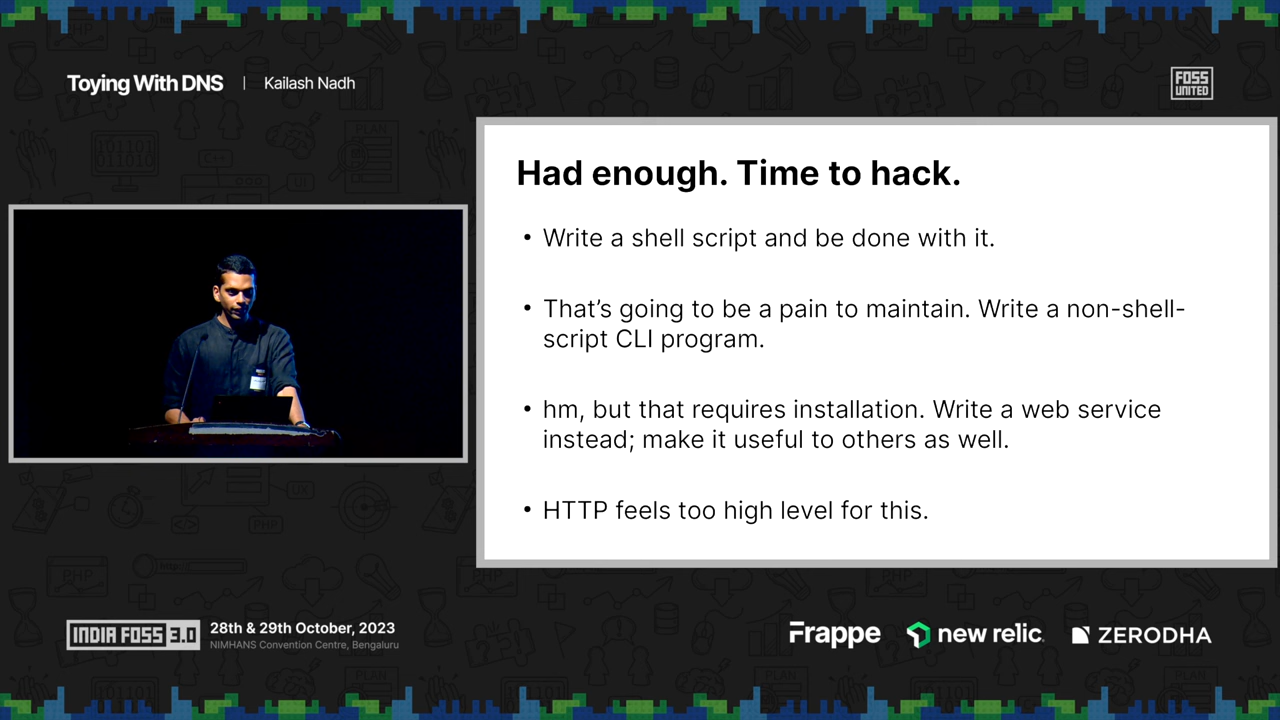 Toying With DNS | Kailash Nadh
FOSS
UNITED
Had enough. Time to hack.
• Write a shell script and be done with it.
• That’s going to be a pain to maintain. Write a non-shell-
script CLI program.
• hm, but that requires installation. Write a web service
instead; make it useful to others as well.
• HTTP feels too high level for this.
INDIA FOSS 3.0
28th & 29th October, 2023
NIMHANS Convention Centre, Bengaluru
Frappe
new relic
ZERODHA